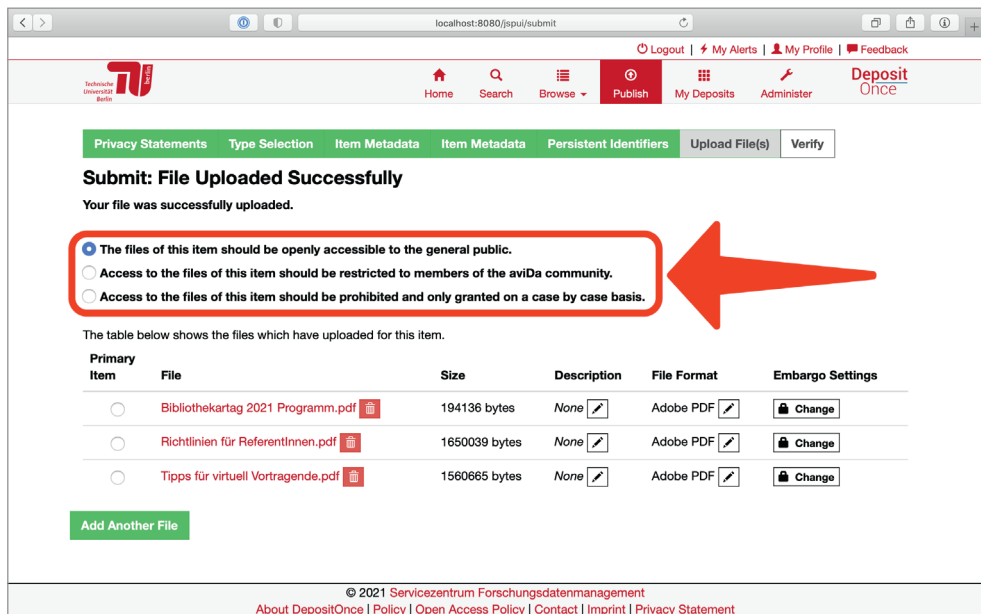 localhost:8080/jspui/submit
Logout | My Alerts | My Profile | Feedback
Technische Universität Berlin
berlin
Home Search Browse Publish My Deposits Administer
Deposit Once
Privacy Statements Type Selection Item Metadata Item Metadata Persistent Identifiers Upload File(s) Verify
Submit: File Uploaded Successfully
Your file was successfully uploaded.
The files of this item should be openly accessible to the general public.
Access to the files of this item should be restricted to members of the aviDa community.
Access to the files of this item should be prohibited and only granted on a case by case basis.
The table below shows the files which have uploaded for this item.
Primary Item File Size Description File Format Embargo Settings
Bibliothekartag 2021 Programm.pdf 194136 bytes None Adobe PDF Change
Richtlinien für ReferentInnen.pdf 1650039 bytes None Adobe PDF Change
Tipps für virtuell Vortragende.pdf 1560665 bytes None Adobe PDF Change
Add Another File
© 2021 Servicezentrum Forschungsdatenmanagement
About DepositOnce | Policy | Open Access Policy | Contact | Imprint | Privacy Statement